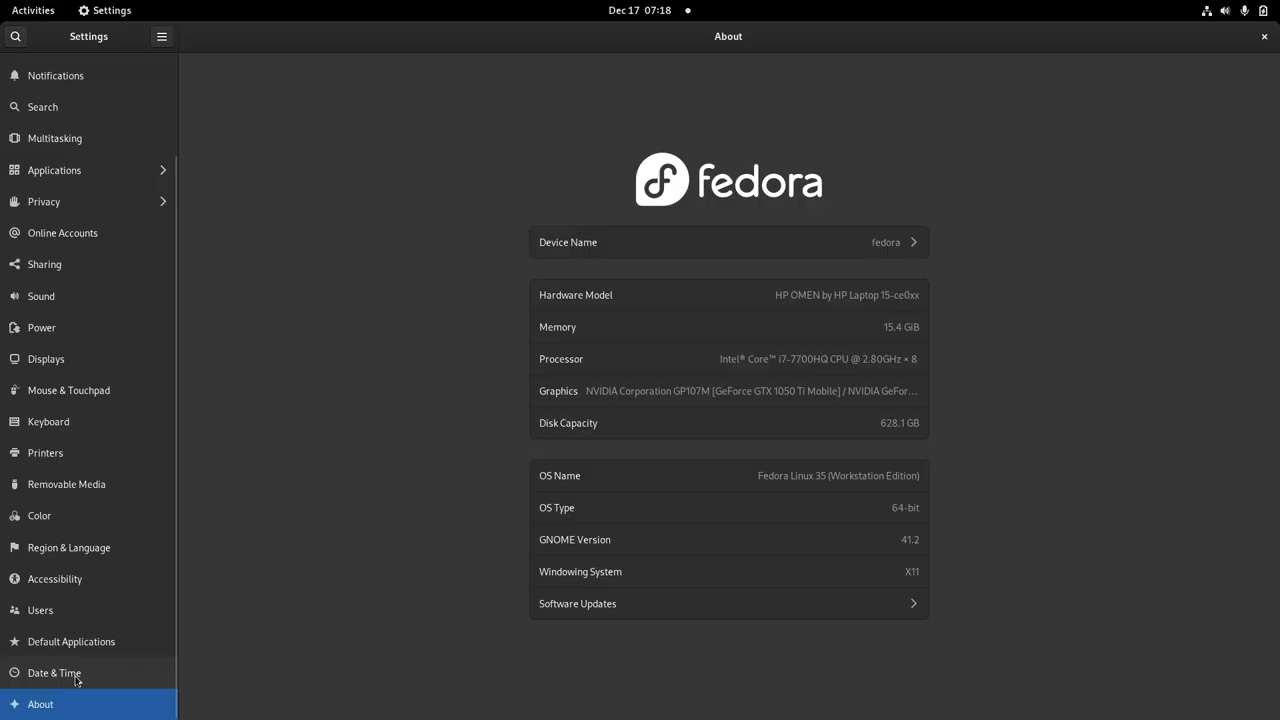 Activities
Settings
Dec 17 07:18
Settings
About
Notifications
Search
Multitasking
Applications
Privacy
Online Accounts
Sharing
Sound
Power
Displays
Mouse & Touchpad
Keyboard
Printers
Removable Media
Color
Region & Language
Accessibility
Users
Default Applications
Date & Time
About
fedora
Device Name fedora
Hardware Model HP OMEN by HP Laptop 15-ce0xx
Memory 15.4 GiB
Processor Intel® Core™ i7-7700HQ CPU @ 2.80GHz × 8
Graphics NVIDIA Corporation GP107M [GeForce GTX 1050 Ti Mobile] / NVIDIA GeFor…
Disk Capacity 628.1 GB
OS Name Fedora Linux 35 (Workstation Edition)
OS Type 64-bit
GNOME Version 41.2
Windowing System X11
Software Updates